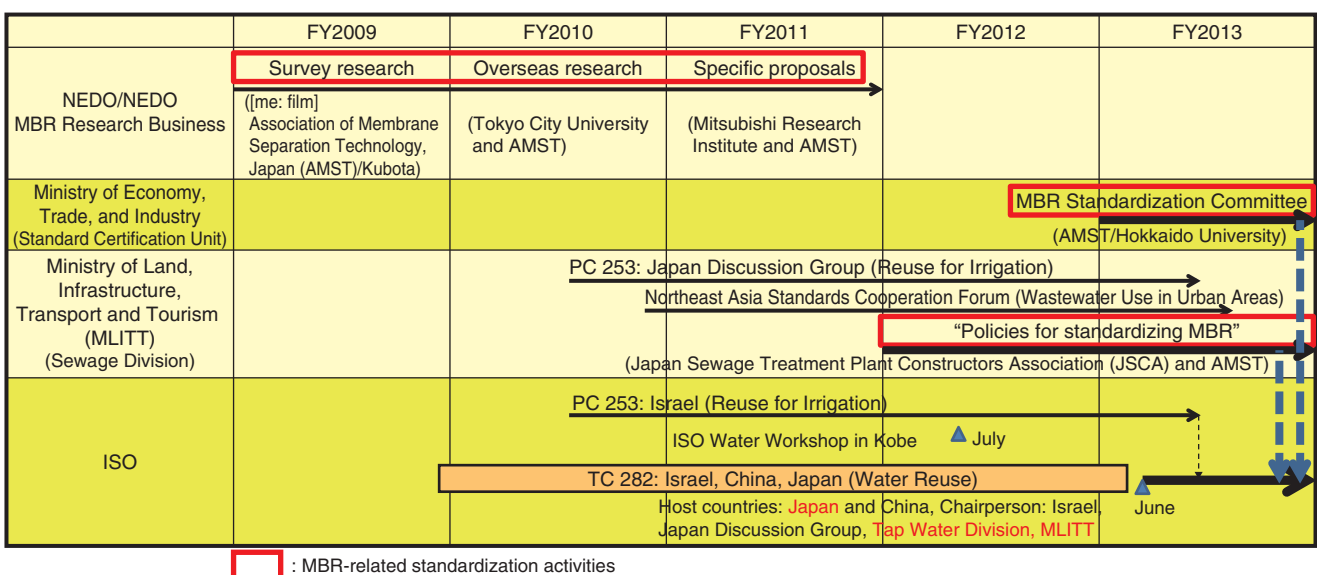 FY2009 FY2010 FY2011 FY2012 FY2013
NEDO/NEDO
MBR Research Business
Survey research Overseas research Specific proposals
([me: film]
Association of Membrane
Separation Technology,
Japan (AMST)/Kubota)
(Tokyo City University
and AMST)
(Mitsubishi Research
Institute and AMST)
Ministry of Economy,
Trade, and Industry
(Standard Certification Unit)
MBR Standardization Committee
(AMST/Hokkaido University)
Ministry of Land,
Infrastructure,
Transport and Tourism
(MLITT)
(Sewage Division)
PC 253: Japan Discussion Group (Reuse for Irrigation)
Northeast Asia Standards Cooperation Forum (Wastewater Use in Urban Areas)
“Policies for standardizing MBR”
(Japan Sewage Treatment Plant Constructors Association (JSCA) and AMST)
ISO
PC 253: Israel (Reuse for Irrigation)
ISO Water Workshop in Kobe July
TC 282: Israel, China, Japan (Water Reuse)
Host countries: Japan and China, Chairperson: Israel,
Japan Discussion Group, Tap Water Division, MLITT
June
: MBR-related standardization activities